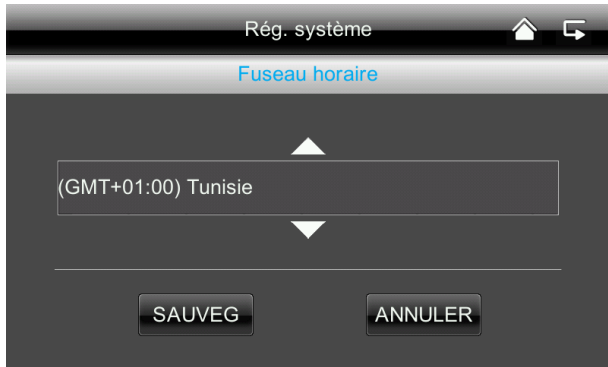 Rég. système
Fuseau horaire
(GMT+01:00) Tunisie
SAUVEG ANNULER